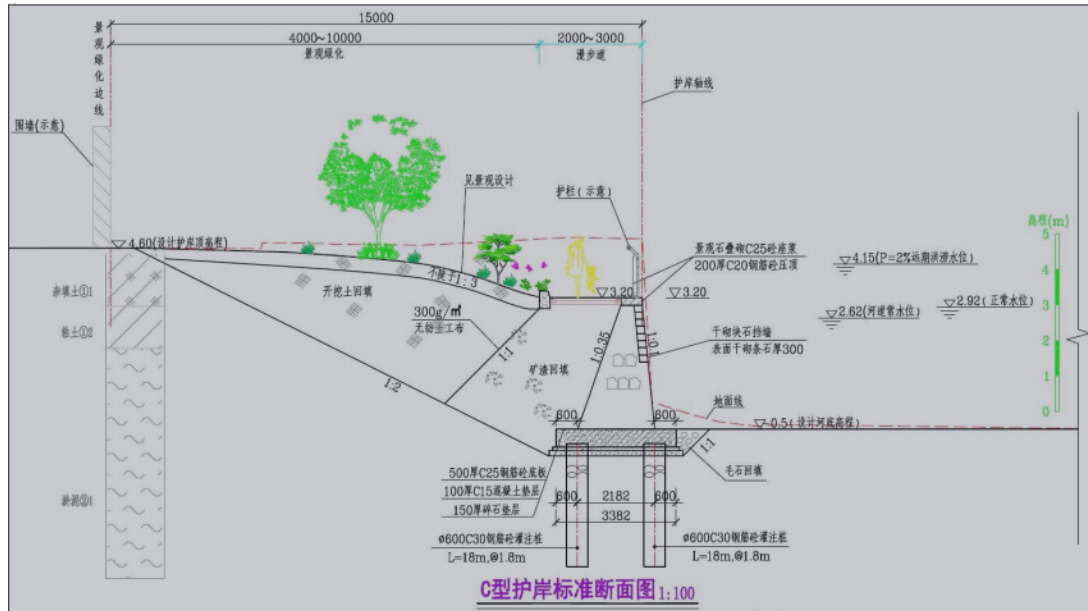 15000
4000~10000
2000~3000
景观绿化
漫步道
景观绿化边线
护岸轴线
围墙(示意)
见景观设计
护栏(示意)
高程(m)
4.60(设计护岸顶高程)
景观石叠砌C25砼座浆
200厚C20钢筋砼压顶
5
4
3
2
1
0
4.15(P=2%远期洪涝水位)
不陡于1:3
杂填土①1
开挖土回填
3.20
3.20
2.92(正常水位)
2.62(河道常水位)
300g/㎡
无纺土工布
粘土①2
1:1
1:0.35
1:0.1
干砌块石挡墙
表面干砌条石厚300
1:2
矿渣回填
地面线
600
600
-0.5(设计河底高程)
1:1
毛石回填
500厚C25钢筋砼底板
100厚C15混凝土垫层
150厚碎石垫层
淤泥②1
600
2182
600
3382
ø600C30钢筋砼灌注桩
L=18m,@1.8m
ø600C30钢筋砼灌注桩
L=18m,@1.8m
C型护岸标准断面图1:100